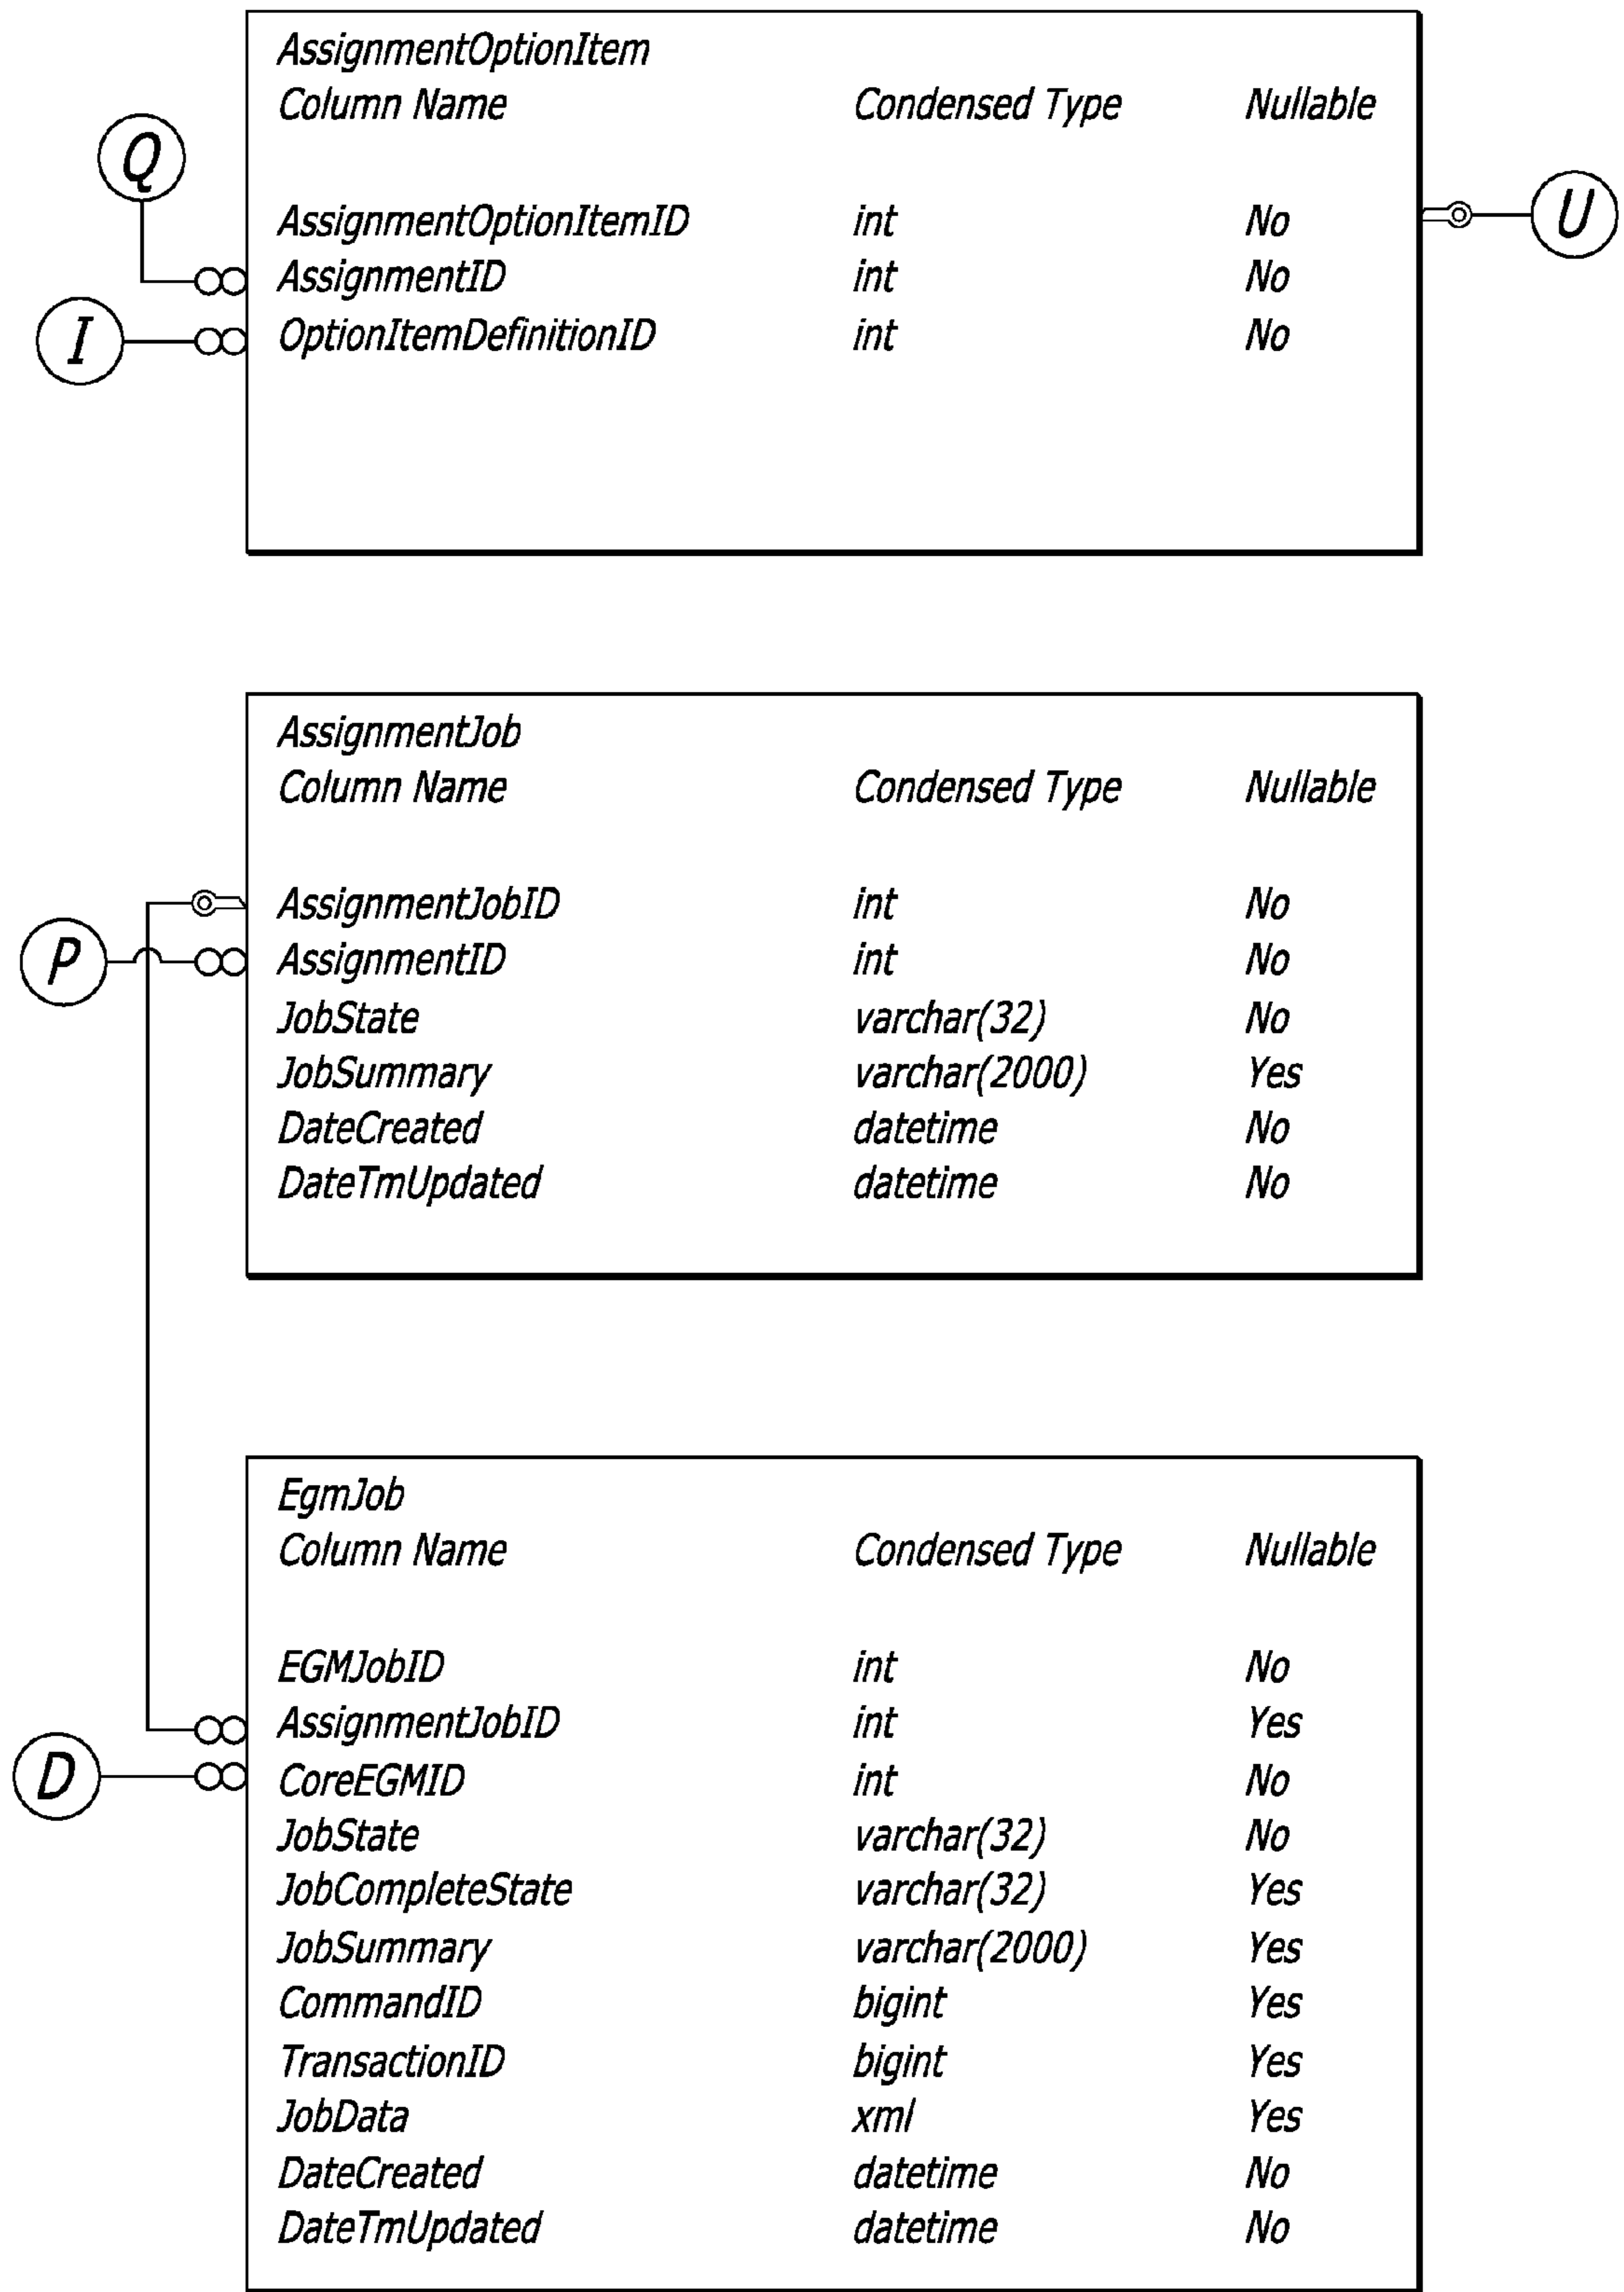 AssignmentOptionItem
Column Name Condensed Type Nullable
Q
AssignmentOptionItemID int No
U
AssignmentID int No
I
OptionItemDefinitionID int No
AssignmentJob
Column Name Condensed Type Nullable
AssignmentJobID int No
P
AssignmentID int No
JobState varchar(32) No
JobSummary varchar(2000) Yes
DateCreated datetime No
DateTmUpdated datetime No
EgmJob
Column Name Condensed Type Nullable
EGMJobID int No
AssignmentJobID int Yes
D
CoreEGMID int No
JobState varchar(32) No
JobCompleteState varchar(32) Yes
JobSummary varchar(2000) Yes
CommandID bigint Yes
TransactionID bigint Yes
JobData xml Yes
DateCreated datetime No
DateTmUpdated datetime No